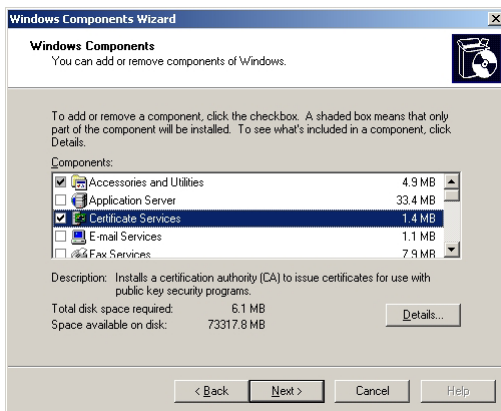 Windows Components Wizard
Windows Components
You can add or remove components of Windows.
To add or remove a component, click the checkbox. A shaded box means that only
part of the component will be installed. To see what's included in a component, click
Details.
Components:
Accessories and Utilities 4.9 MB
Application Server 33.4 MB
Certificate Services 1.4 MB
E-mail Services 1.1 MB
Fax Services 7.9 MB
Description: Installs a certification authority (CA) to issue certificates for use with
public key security programs.
Total disk space required: 6.1 MB
Space available on disk: 73317.8 MB
Details...
< Back Next > Cancel Help